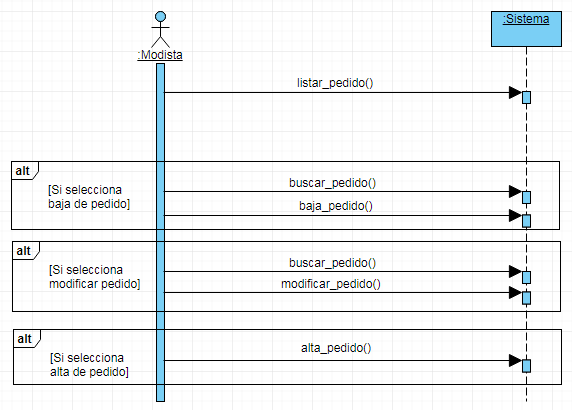 :Modista
:Sistema
listar_pedido()
alt
[Si selecciona
baja de pedido]
buscar_pedido()
baja_pedido()
alt
[Si selecciona
modificar pedido]
buscar_pedido()
modificar_pedido()
alt
[Si selecciona
alta de pedido]
alta_pedido()